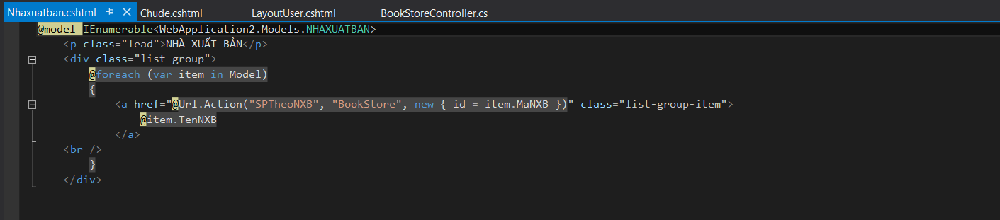 Nhaxuatban.cshtml Chude.cshtml _LayoutUser.cshtml BookStoreController.cs
@model IEnumerable<WebApplication2.Models.NHAXUATBAN>
<p class="lead">NHÀ XUẤT BẢN</p>
<div class="list-group">
@foreach (var item in Model)
{
<a href="@Url.Action("SPTheoNXB", "BookStore", new { id = item.MaNXB })" class="list-group-item">
@item.TenNXB
</a>
<br />
}
</div>